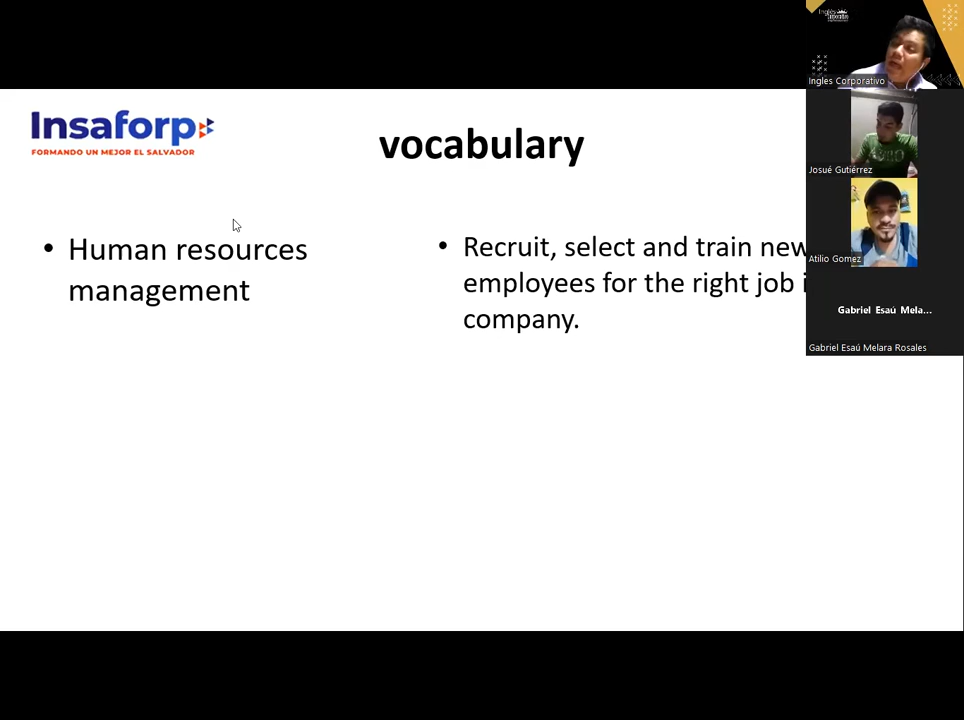 Insaforp
FORMANDO UN MEJOR EL SALVADOR
vocabulary
• Human resources
management
• Recruit, select and train new
employees for the right job
company.
Inglés
Ingles Corporativo
Josué Gutiérrez
Atilio Gomez
Gabriel Esaú Mela...
Gabriel Esaú Melara Rosales